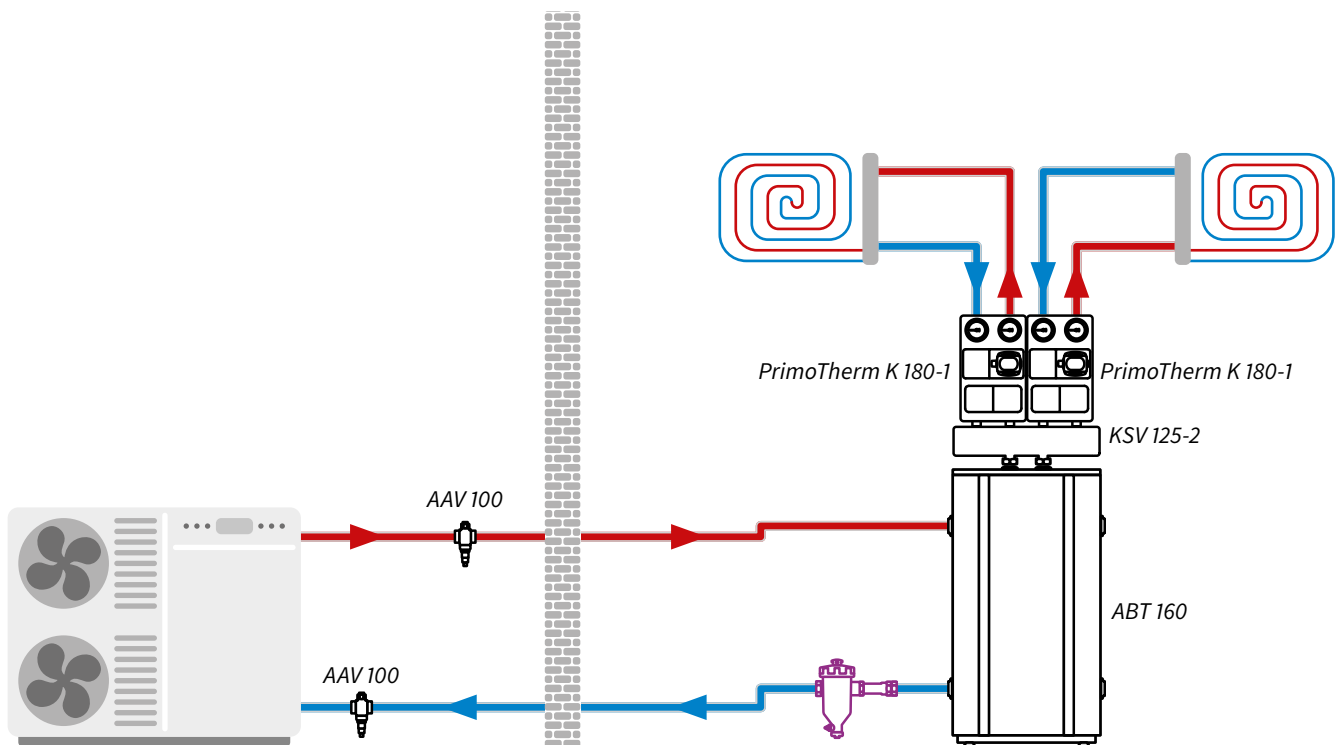 PrimoTherm K 180-1
PrimoTherm K 180-1
KSV 125-2
AAV 100
ABT 160
AAV 100